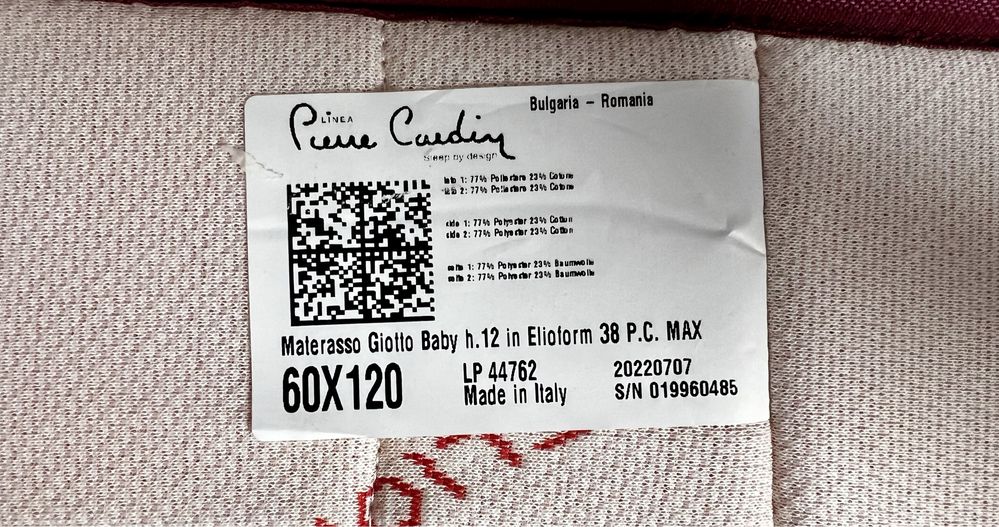 LINEA
Pierre Cardin
sleep by design
Bulgaria – Romania
lato 1: 77% Poliestere 23% Cotone
lato 2: 77% Poliestere 23% Cotone
side 1: 77% Polyester 23% Cotton
side 2: 77% Polyester 23% Cotton
seite 1: 77% Polyester 23% Baumwolle
seite 2: 77% Polyester 23% Baumwolle
Materasso Giotto Baby h.12 in Elioform 38 P.C. MAX
60X120
LP 44762
Made in Italy
20220707
S/N 019960485